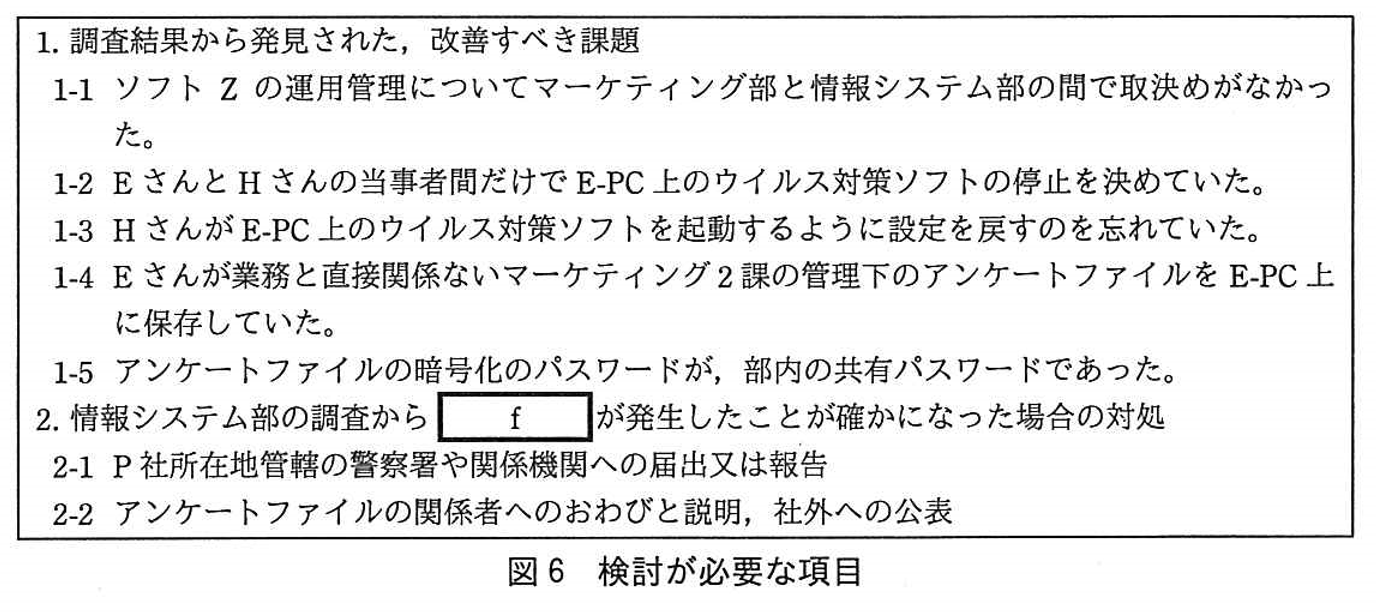 1. 調査結果から発見された，改善すべき課題
1-1 ソフト Z の運用管理についてマーケティング部と情報システム部の間で取決めがなかっ
た。
1-2 E さんと H さんの当事者間だけで E-PC 上のウイルス対策ソフトの停止を決めていた。
1-3 H さんが E-PC 上のウイルス対策ソフトを起動するように設定を戻すのを忘れていた。
1-4 E さんが業務と直接関係ないマーケティング 2 課の管理下のアンケートファイルを E-PC 上
に保存していた。
1-5 アンケートファイルの暗号化のパスワードが，部内の共有パスワードであった。
2. 情報システム部の調査から f が発生したことが確かになった場合の対処
2-1 P 社所在地管轄の警察署や関係機関への届出又は報告
2-2 アンケートファイルの関係者へのおわびと説明，社外への公表
図 6 検討が必要な項目